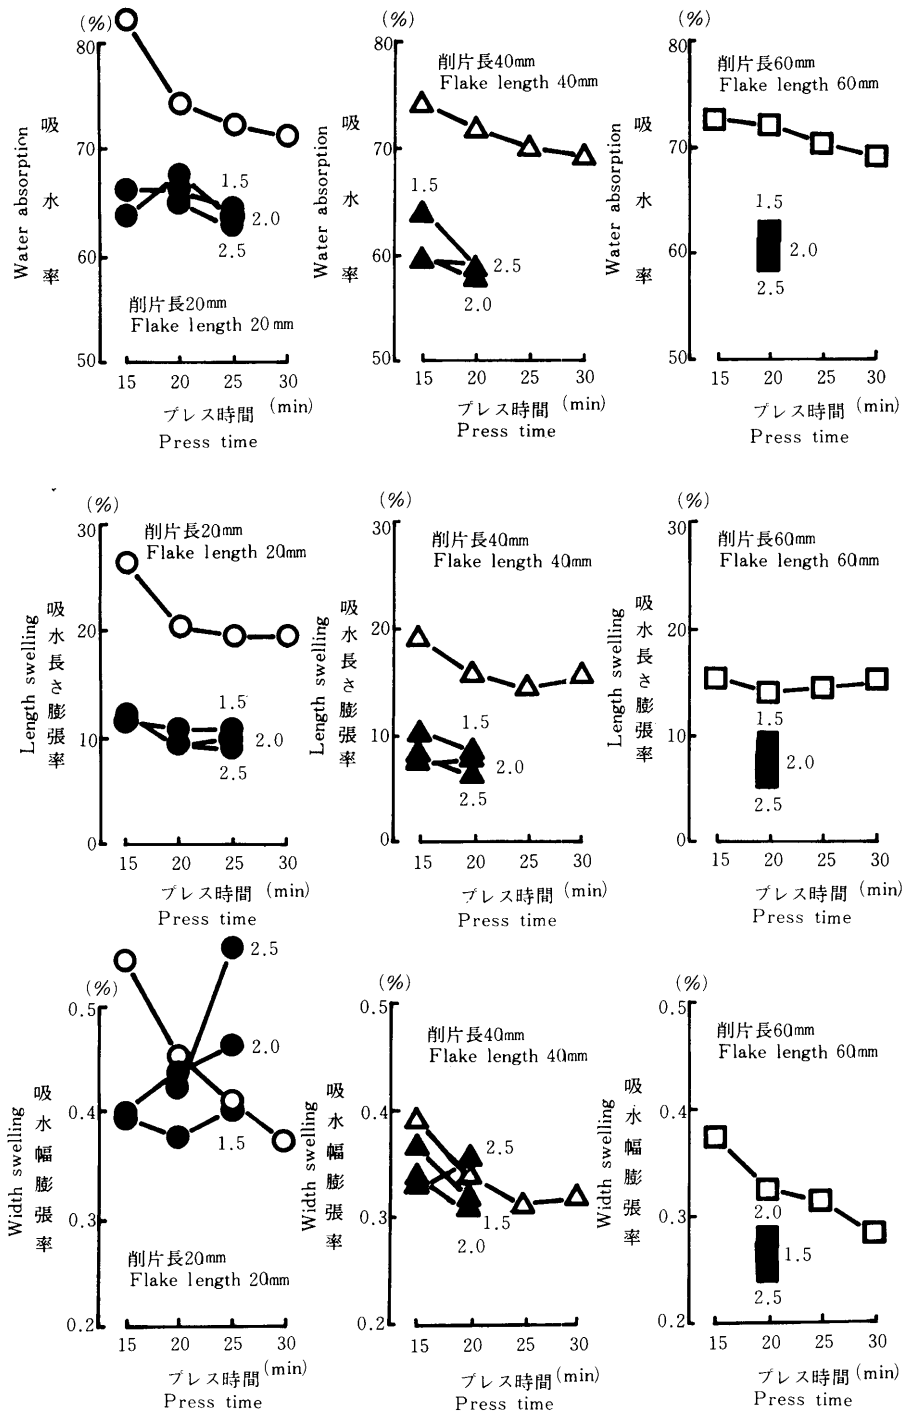 (%)
80
70
60
50
吸水率
Water absorption
1.5
2.0
2.5
削片長20mm
Flake length 20mm
15 20 25 30
プレス時間 (min)
Press time
(%)
80
70
60
50
吸水率
Water absorption
削片長40mm
Flake length 40mm
1.5
2.5
2.0
15 20 25 30
プレス時間 (min)
Press time
(%)
80
70
60
50
吸水率
Water absorption
削片長60mm
Flake length 60mm
1.5
2.0
2.5
15 20 25 30
プレス時間 (min)
Press time
(%)
30
20
10
0
吸水長さ膨張率
Length swelling
削片長20mm
Flake length 20mm
1.5
2.0
2.5
15 20 25 30
プレス時間 (min)
Press time
(%)
30
20
10
0
吸水長さ膨張率
Length swelling
削片長40mm
Flake length 40mm
1.5
2.0
2.5
15 20 25 30
プレス時間 (min)
Press time
(%)
30
20
10
0
吸水長さ膨張率
Length swelling
削片長60mm
Flake length 60mm
1.5
2.0
2.5
15 20 25 30
プレス時間 (min)
Press time
(%)
0.5
0.4
0.3
0.2
吸水幅膨張率
Width swelling
2.5
2.0
1.5
削片長20mm
Flake length 20mm
15 20 25 30
プレス時間 (min)
Press time
(%)
0.5
0.4
0.3
0.2
吸水幅膨張率
Width swelling
削片長40mm
Flake length 40mm
2.5
1.5
2.0
15 20 25 30
プレス時間 (min)
Press time
(%)
0.5
0.4
0.3
0.2
吸水幅膨張率
Width swelling
削片長60mm
Flake length 60mm
2.0
1.5
2.5
15 20 25 30
プレス時間 (min)
Press time